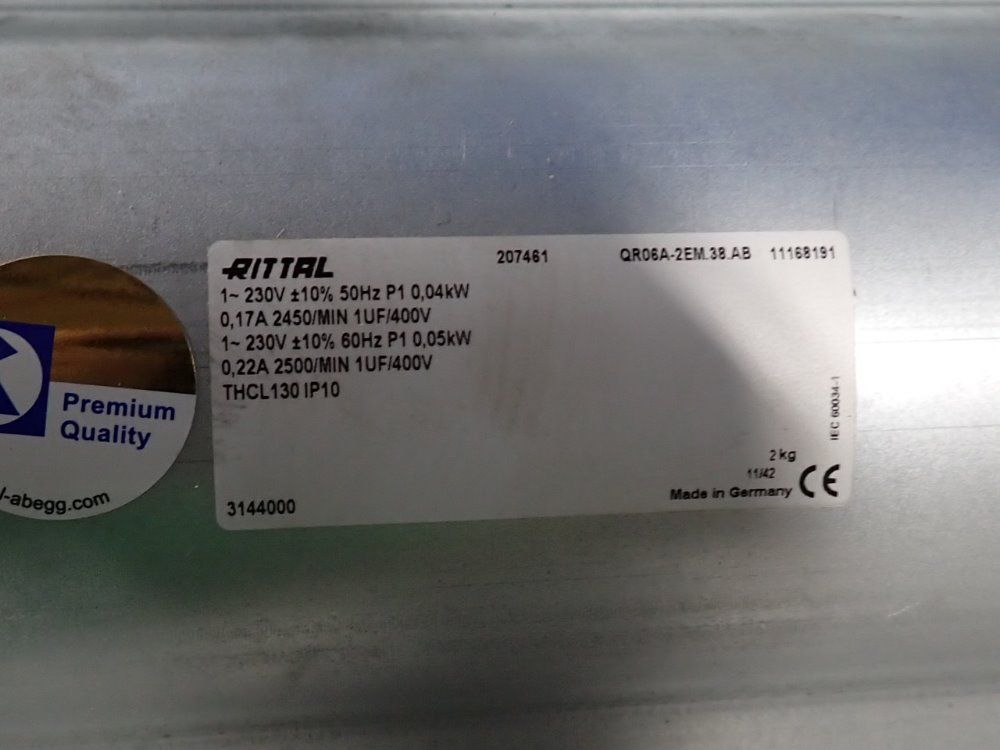 RITTAL 207461 QR06A-2EM.38.AB 11168191
1~ 230V ±10% 50Hz P1 0,04kW
0,17A 2450/MIN 1UF/400V
1~ 230V ±10% 60Hz P1 0,05kW
0,22A 2500/MIN 1UF/400V
THCL130 IP10
IEC 60034-1
2 kg
11/42
Made in Germany CE
3144000
Premium
Quality
-abegg.com